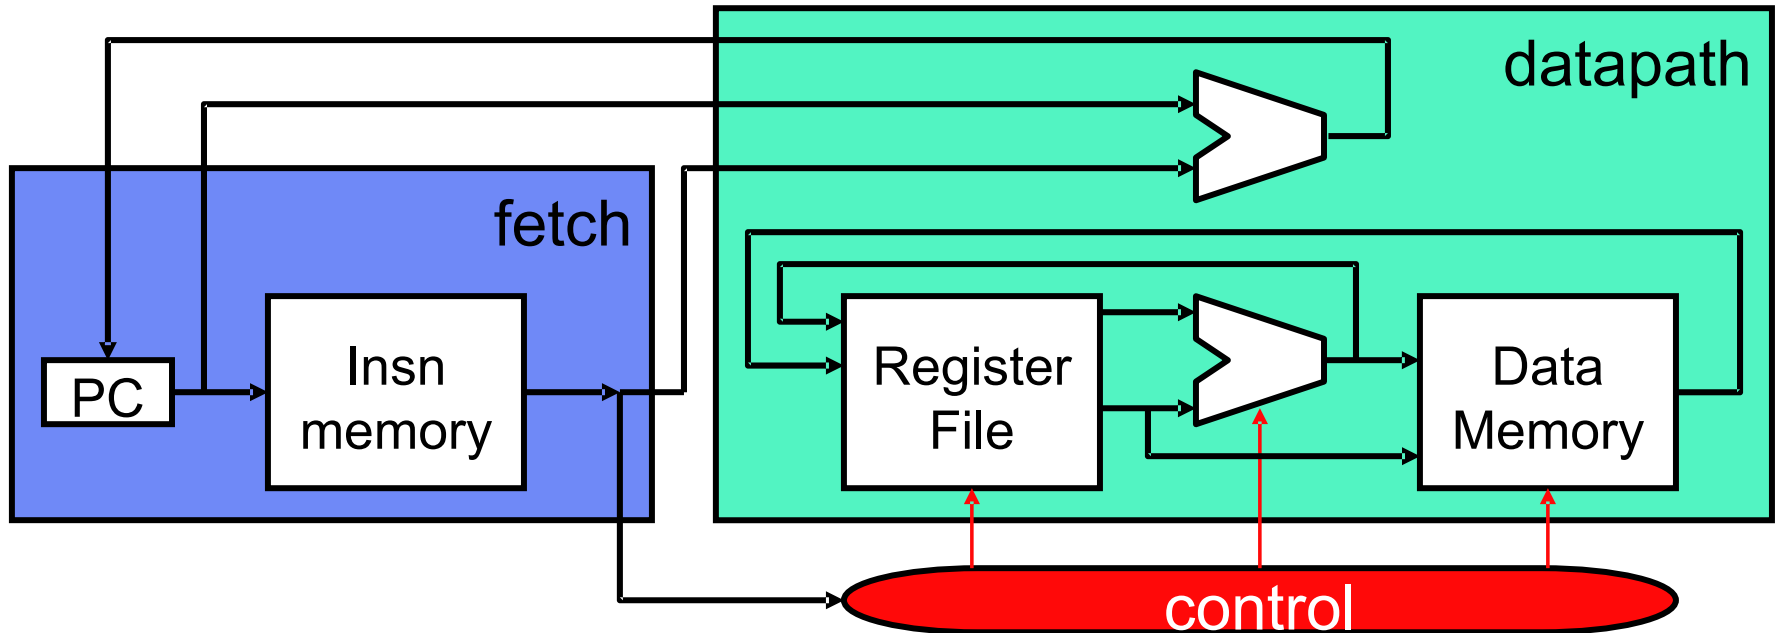 datapath
fetch
PC
Insn
memory
Register
File
Data
Memory
control